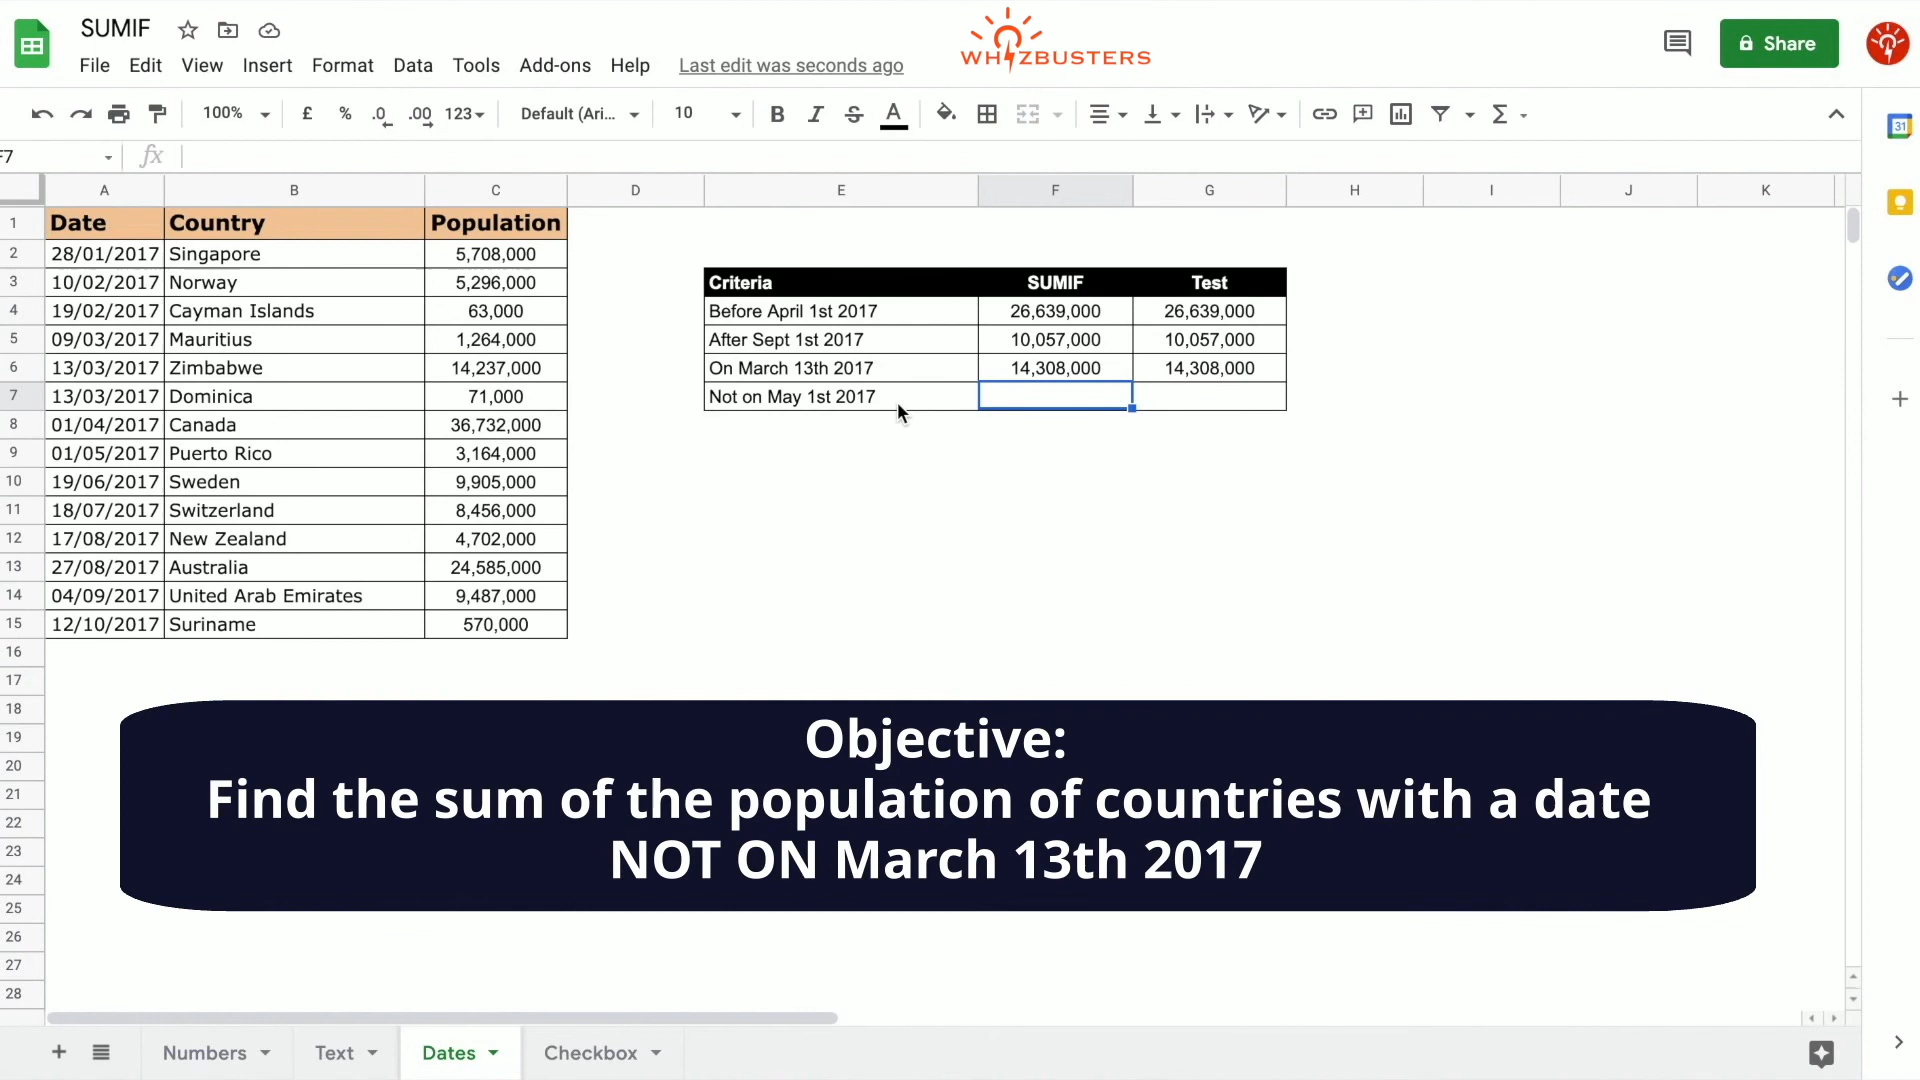 SUMIF
WHIZBUSTERS
Share
File Edit View Insert Format Data Tools Add-ons Help Last edit was seconds ago
100% £ % .0 .00 123 Default (Ari... 10 B I S A Σ
31
F7 fx
A B C D E F G H I J K
1 Date Country Population
2 28/01/2017 Singapore 5,708,000
3 10/02/2017 Norway 5,296,000 Criteria SUMIF Test
4 19/02/2017 Cayman Islands 63,000 Before April 1st 2017 26,639,000 26,639,000
5 09/03/2017 Mauritius 1,264,000 After Sept 1st 2017 10,057,000 10,057,000
6 13/03/2017 Zimbabwe 14,237,000 On March 13th 2017 14,308,000 14,308,000
7 13/03/2017 Dominica 71,000 Not on May 1st 2017
8 01/04/2017 Canada 36,732,000
9 01/05/2017 Puerto Rico 3,164,000
10 19/06/2017 Sweden 9,905,000
11 18/07/2017 Switzerland 8,456,000
12 17/08/2017 New Zealand 4,702,000
13 27/08/2017 Australia 24,585,000
14 04/09/2017 United Arab Emirates 9,487,000
15 12/10/2017 Suriname 570,000
16
17
18
19
20
21
22
23
24
25
26
27
28
Objective:
Find the sum of the population of countries with a date
NOT ON March 13th 2017
Numbers Text Dates Checkbox